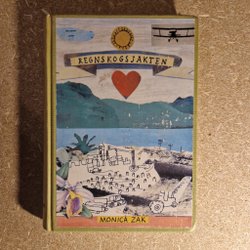 REGNSKOGSJAKTEN
MONICA ZAK